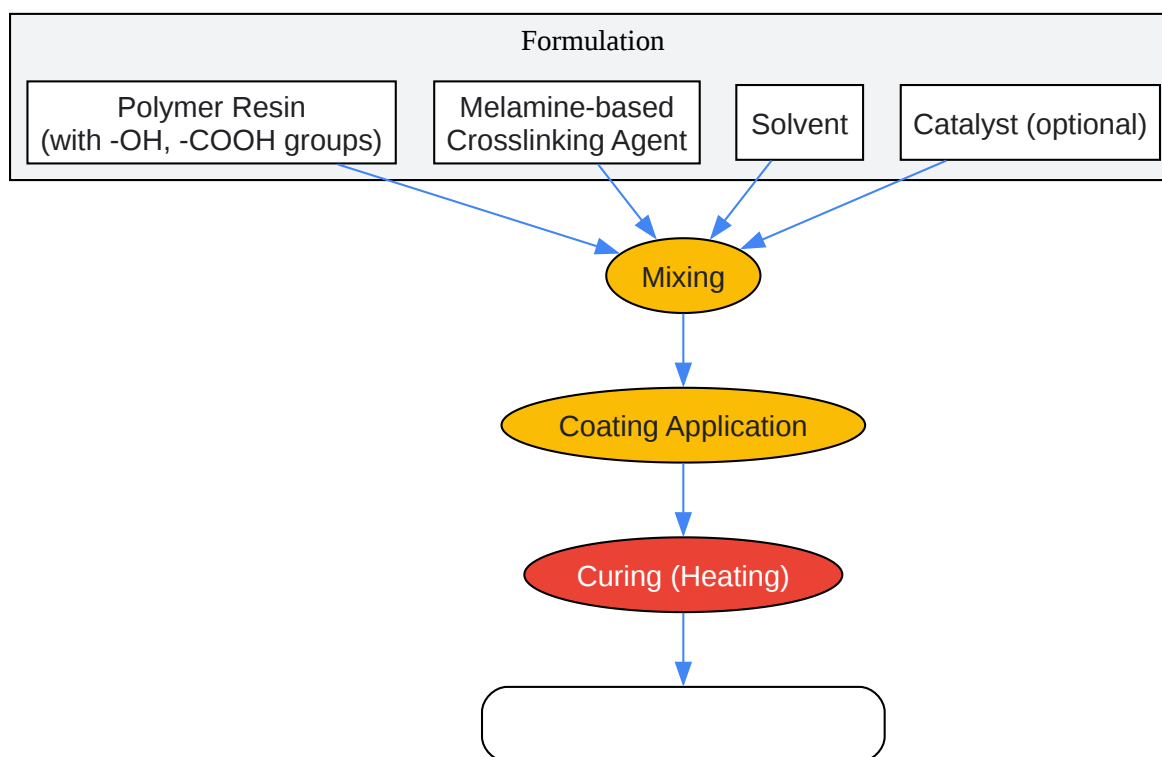 Formulation
Polymer Resin
(with -OH, -COOH groups)
Melamine-based
Crosslinking Agent
Solvent
Catalyst (optional)
Mixing
Coating Application
Curing (Heating)